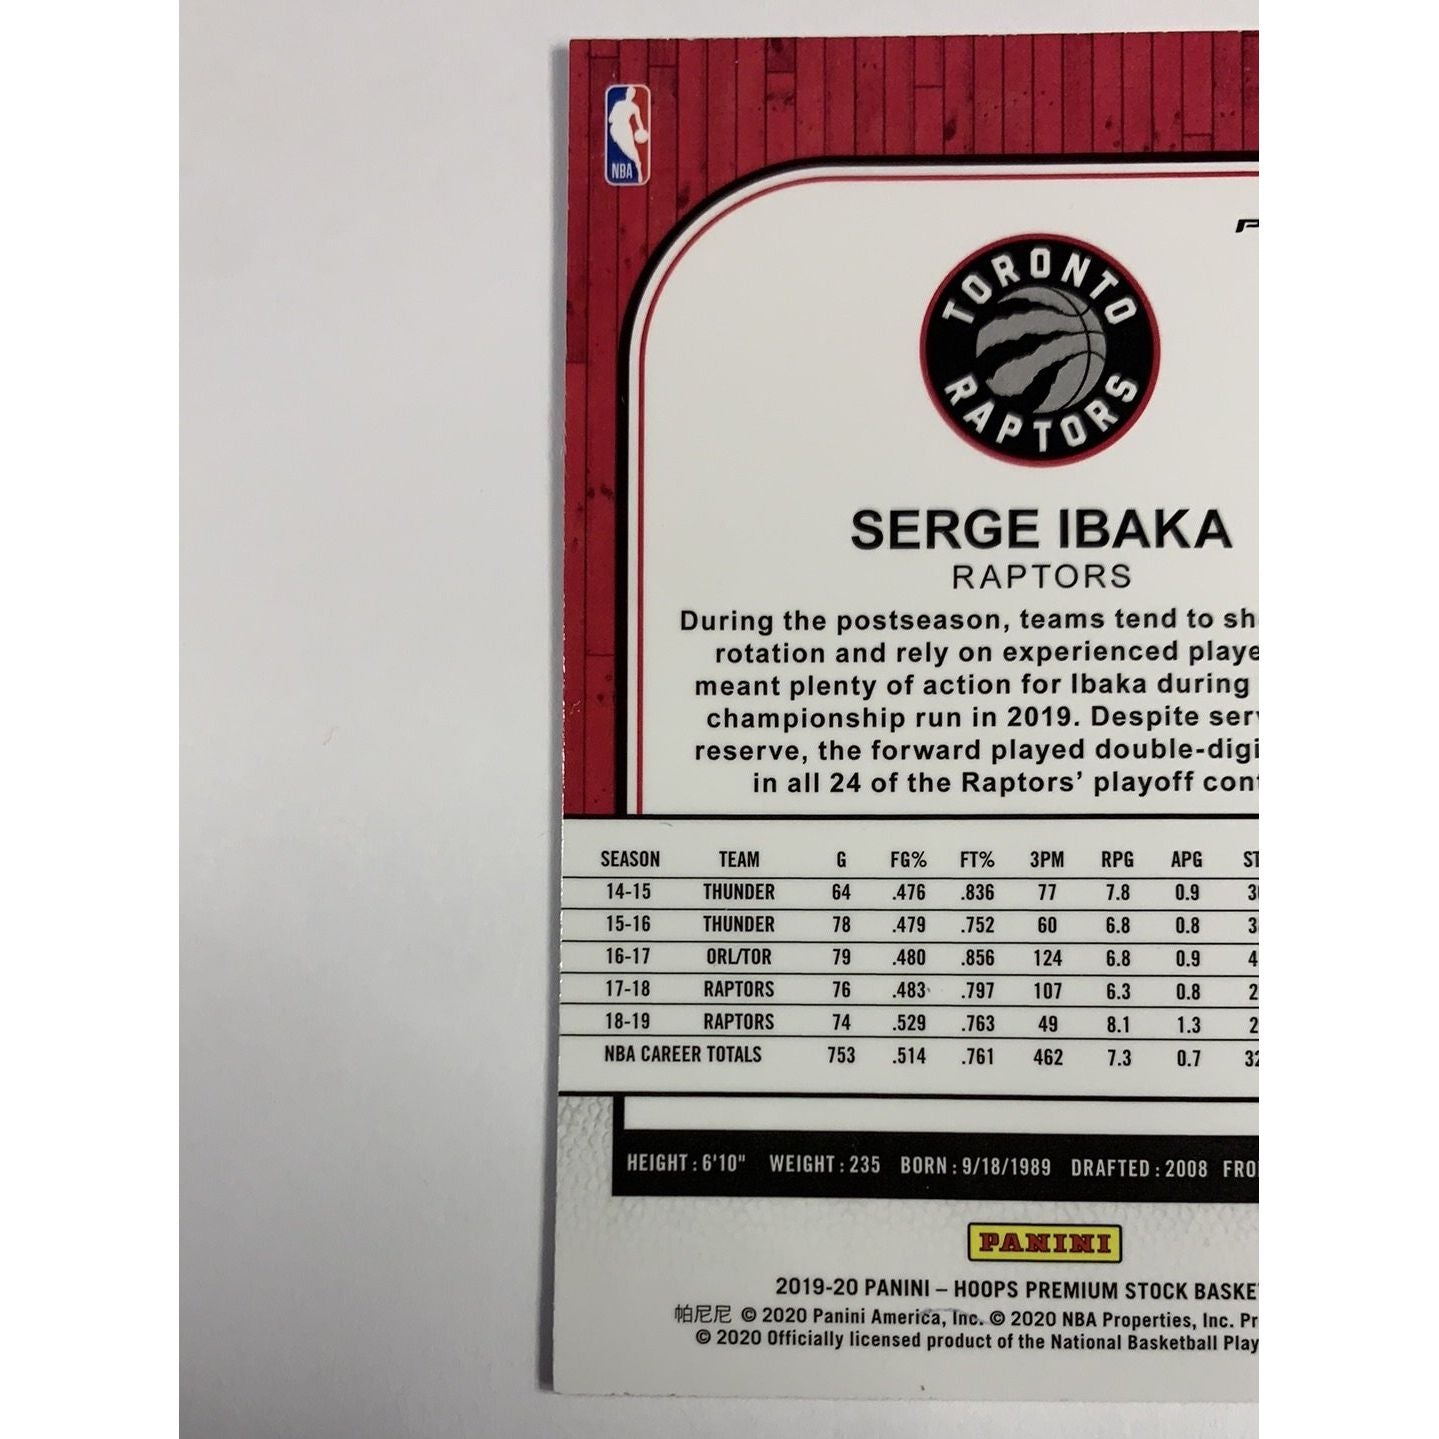 NBA
TORONTO
RAPTORS
SERGE IBAKA
RAPTORS
During the postseason, teams tend to
rotation and rely on experienced
meant plenty of action for Ibaka during
championship run in 2019. Despite
reserve, the forward played
in all 24 of the Raptors' playoff
SEASON TEAM G FG% FT% 3PM RPG APG
14-15 THUNDER 64 .476 .836 77 7.8 0.9
15-16 THUNDER 78 .479 .752 60 6.8 0.8
16-17 ORL/TOR 79 .480 .856 124 6.8 0.9
17-18 RAPTORS 76 .483 .797 107 6.3 0.8
18-19 RAPTORS 74 .529 .763 49 8.1 1.3
NBA CAREER TOTALS 753 .514 .761 462 7.3 0.7
HEIGHT : 6'10" WEIGHT : 235 BORN : 9/18/1989 DRAFTED : 2008
PANINI
2019-20 PANINI – HOOPS PREMIUM STOCK
帕尼尼 © 2020 Panini America, Inc. © 2020 NBA Properties, Inc.
© 2020 Officially licensed product of the National Basketball